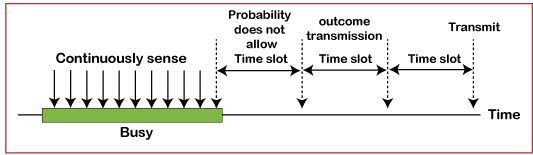 Probability
does not
allow
outcome
transmission
Transmit
Continuously sense
Time slot
Time slot
Time slot
Time
Busy